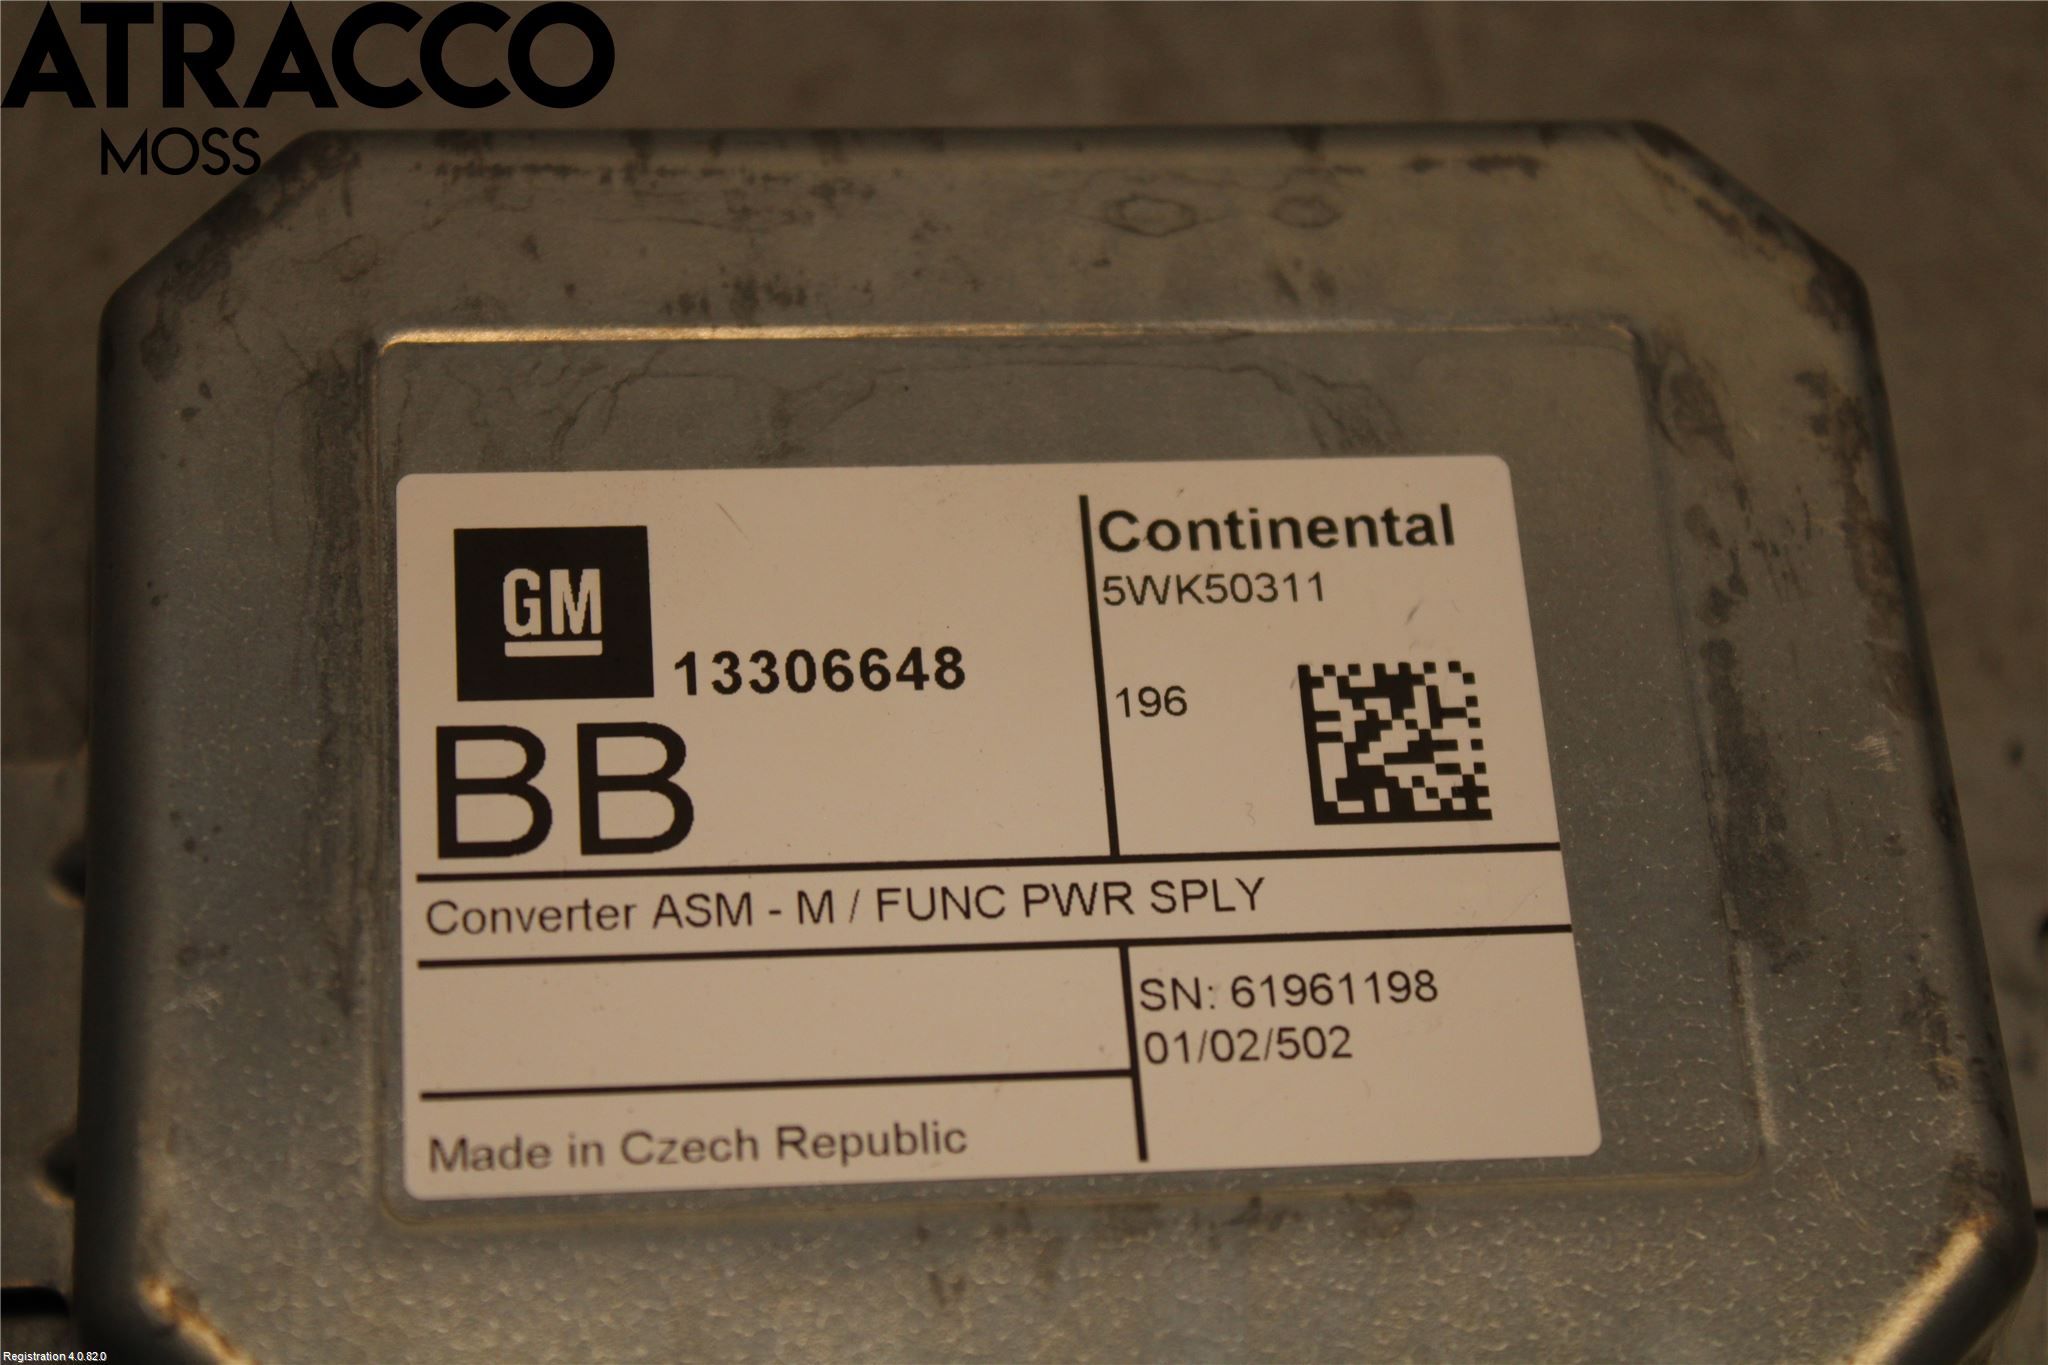 ATRACCO
MOSS
GM
13306648
BB
Continental
5WK50311
196
Converter ASM - M / FUNC PWR SPLY
SN: 61961198
01/02/502
Made in Czech Republic
Registration 4.0.82.0